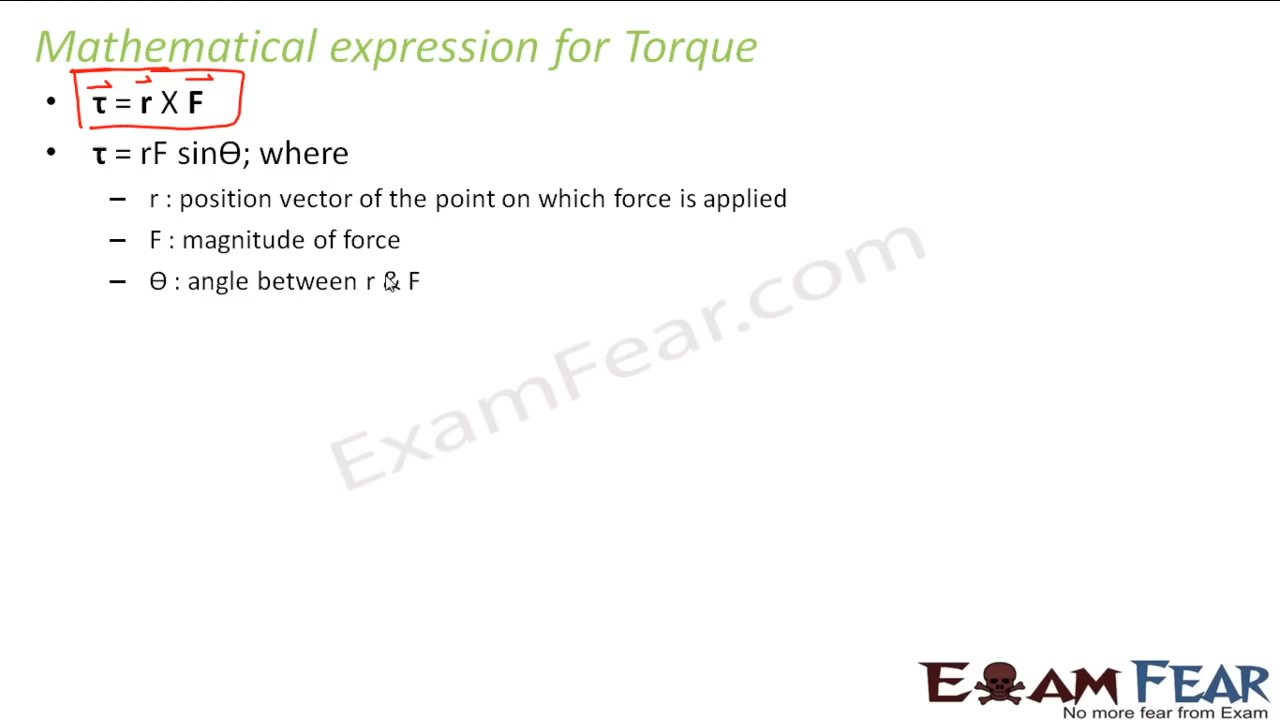 Mathematical expression for Torque
• τ = r X F
• τ = rF sinΘ; where
– r : position vector of the point on which force is applied
– F : magnitude of force
– Θ : angle between r & F
ExamFear.com
EXAM FEAR
No more fear from Exam